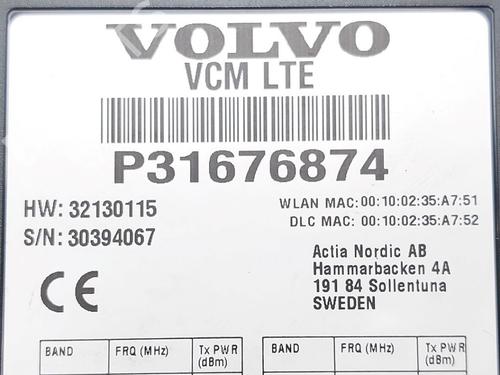 VOLVO
VCM LTE
P31676874
HW: 32130115
S/N: 30394067
WLAN MAC: 00:10:02:35:A7:51
DLC MAC: 00:10:02:35:A7:52
Actia Nordic AB
Hammarbacken 4A
191 84 Sollentuna
SWEDEN
CE
BAND FRQ (MHz) Tx PWR (dBm) BAND FRQ (MHz) Tx PWR (dBm)